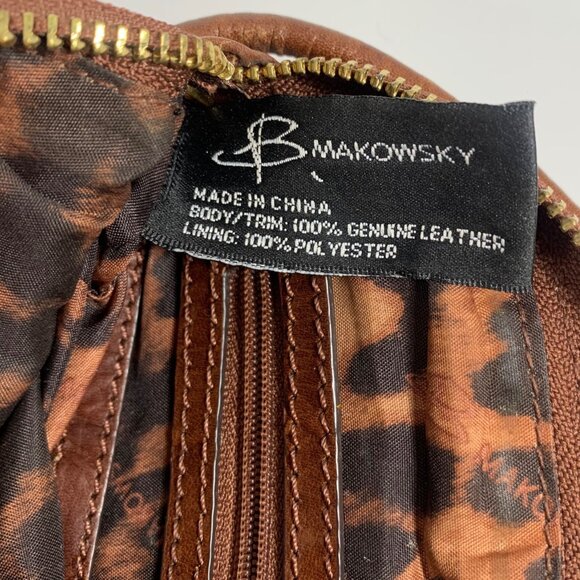 B MAKOWSKY
MADE IN CHINA
BODY/TRIM: 100% GENUINE LEATHER
LINING: 100% POLYESTER